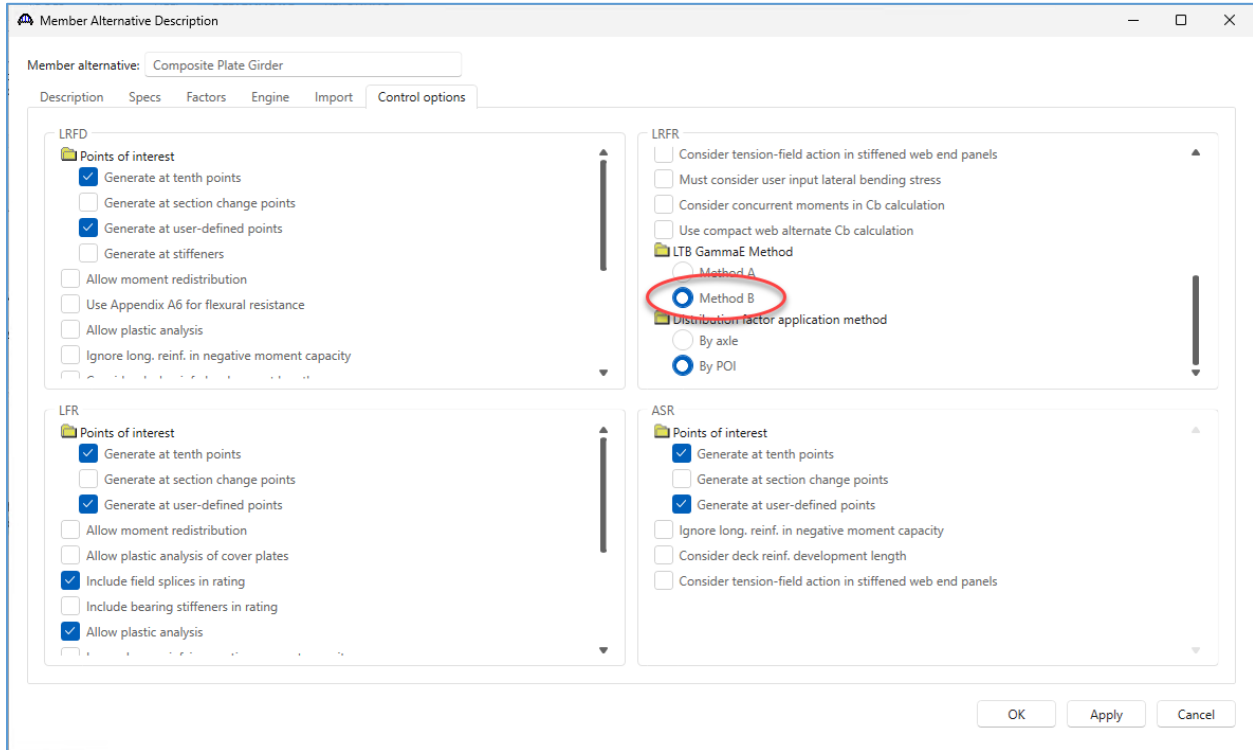 Member Alternative Description
Member alternative: Composite Plate Girder
Description Specs Factors Engine Import Control options
LRFD
Points of interest
Generate at tenth points
Generate at section change points
Generate at user-defined points
Generate at stiffeners
Allow moment redistribution
Use Appendix A6 for flexural resistance
Allow plastic analysis
Ignore long. reinf. in negative moment capacity
LRFR
Consider tension-field action in stiffened web end panels
Must consider user input lateral bending stress
Consider concurrent moments in Cb calculation
Use compact web alternate Cb calculation
LTB GammaE Method
Method A
Method B
Distribution factor application method
By axle
By POI
LFR
Points of interest
Generate at tenth points
Generate at section change points
Generate at user-defined points
Allow moment redistribution
Allow plastic analysis of cover plates
Include field splices in rating
Include bearing stiffeners in rating
Allow plastic analysis
ASR
Points of interest
Generate at tenth points
Generate at section change points
Generate at user-defined points
Ignore long. reinf. in negative moment capacity
Consider deck reinf. development length
Consider tension-field action in stiffened web end panels
OK Apply Cancel